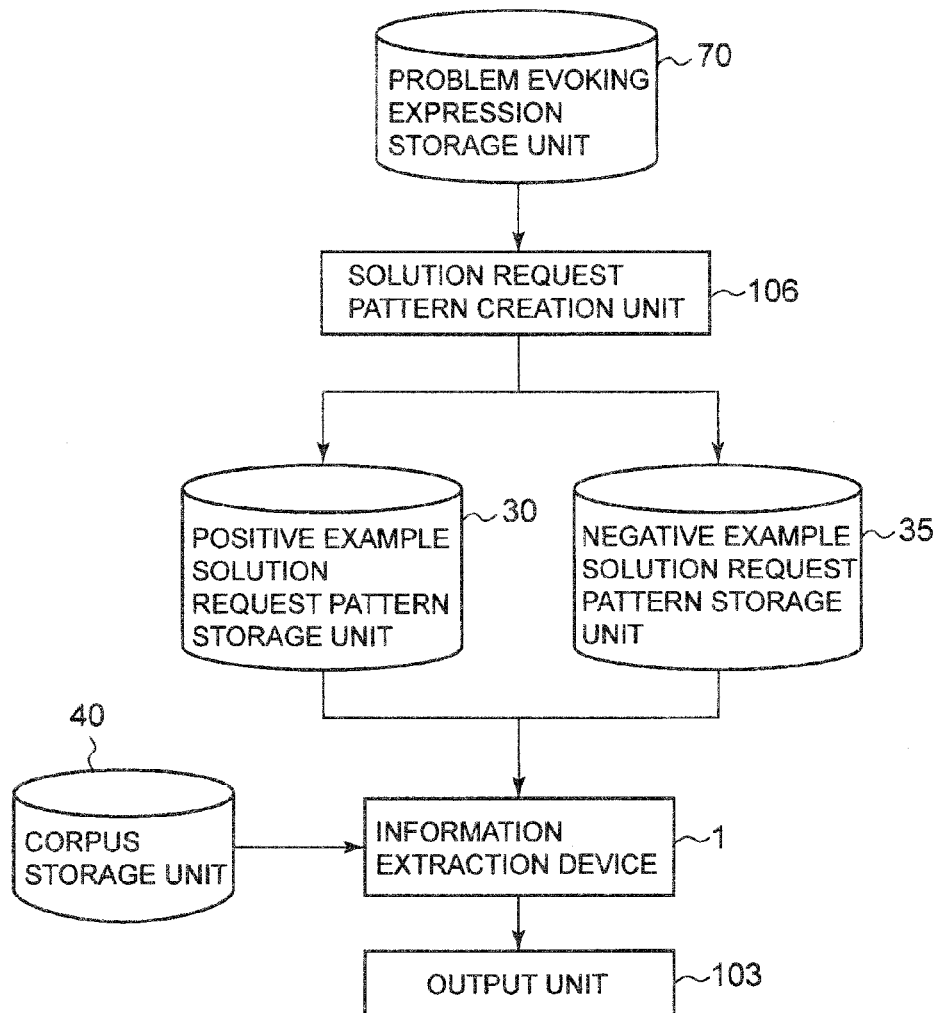 70
PROBLEM EVOKING
EXPRESSION
STORAGE UNIT
SOLUTION REQUEST
PATTERN CREATION UNIT
106
30
POSITIVE EXAMPLE
SOLUTION
REQUEST PATTERN
STORAGE UNIT
35
NEGATIVE EXAMPLE
SOLUTION REQUEST
PATTERN STORAGE
UNIT
40
CORPUS
STORAGE UNIT
INFORMATION
EXTRACTION DEVICE
1
OUTPUT UNIT
103